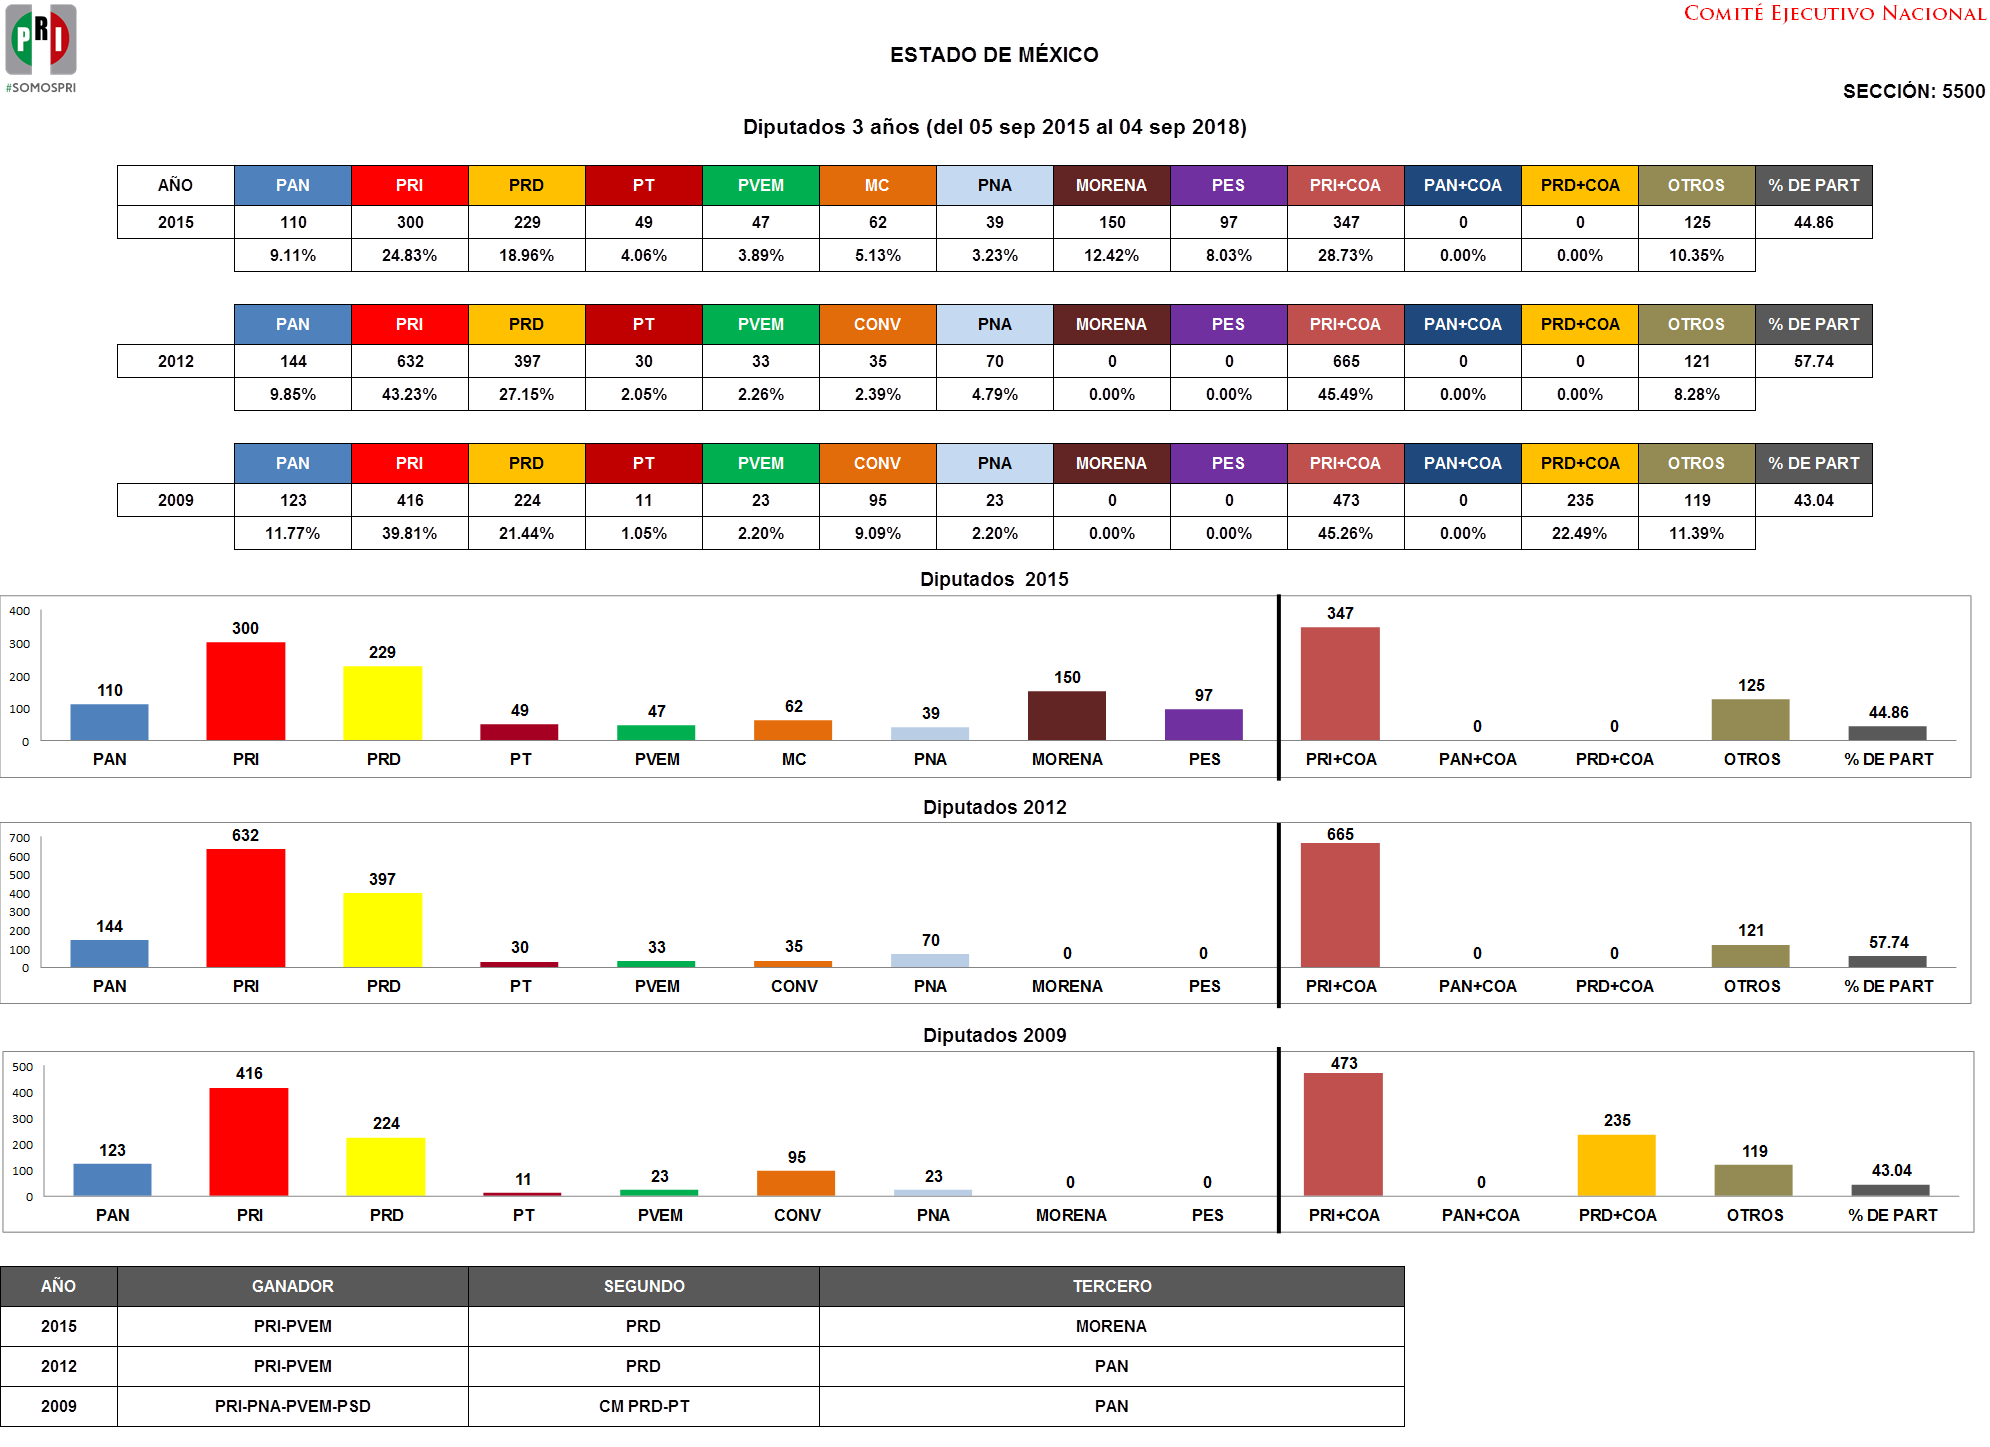 PRI
#SOMOSPRI
COMITÉ EJECUTIVO NACIONAL
ESTADO DE MÉXICO
SECCIÓN: 5500
Diputados 3 años (del 05 sep 2015 al 04 sep 2018)
AÑO PAN PRI PRD PT PVEM MC PNA MORENA PES PRI+COA PAN+COA PRD+COA OTROS % DE PART
2015 110 300 229 49 47 62 39 150 97 347 0 0 125 44.86
9.11% 24.83% 18.96% 4.06% 3.89% 5.13% 3.23% 12.42% 8.03% 28.73% 0.00% 0.00% 10.35%
PAN PRI PRD PT PVEM CONV PNA MORENA PES PRI+COA PAN+COA PRD+COA OTROS % DE PART
2012 144 632 397 30 33 35 70 0 0 665 0 0 121 57.74
9.85% 43.23% 27.15% 2.05% 2.26% 2.39% 4.79% 0.00% 0.00% 45.49% 0.00% 0.00% 8.28%
PAN PRI PRD PT PVEM CONV PNA MORENA PES PRI+COA PAN+COA PRD+COA OTROS % DE PART
2009 123 416 224 11 23 95 23 0 0 473 0 235 119 43.04
11.77% 39.81% 21.44% 1.05% 2.20% 9.09% 2.20% 0.00% 0.00% 45.26% 0.00% 22.49% 11.39%
Diputados 2015
400
300
200
100
0
110 300 229 49 47 62 39 150 97 347 0 0 125 44.86
PAN PRI PRD PT PVEM MC PNA MORENA PES PRI+COA PAN+COA PRD+COA OTROS % DE PART
Diputados 2012
700
600
500
400
300
200
100
0
144 632 397 30 33 35 70 0 0 665 0 0 121 57.74
PAN PRI PRD PT PVEM CONV PNA MORENA PES PRI+COA PAN+COA PRD+COA OTROS % DE PART
Diputados 2009
500
400
300
200
100
0
123 416 224 11 23 95 23 0 0 473 0 235 119 43.04
PAN PRI PRD PT PVEM CONV PNA MORENA PES PRI+COA PAN+COA PRD+COA OTROS % DE PART
AÑO GANADOR SEGUNDO TERCERO
2015 PRI-PVEM PRD MORENA
2012 PRI-PVEM PRD PAN
2009 PRI-PNA-PVEM-PSD CM PRD-PT PAN